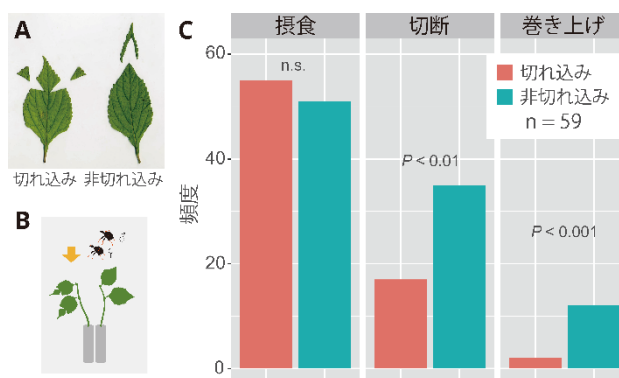 A
切れ込み 非切れ込み
B
C
摂食 切断 巻き上げ
頻度
60
40
20
0
n.s.
P < 0.01
P < 0.001
切れ込み
非切れ込み
n = 59